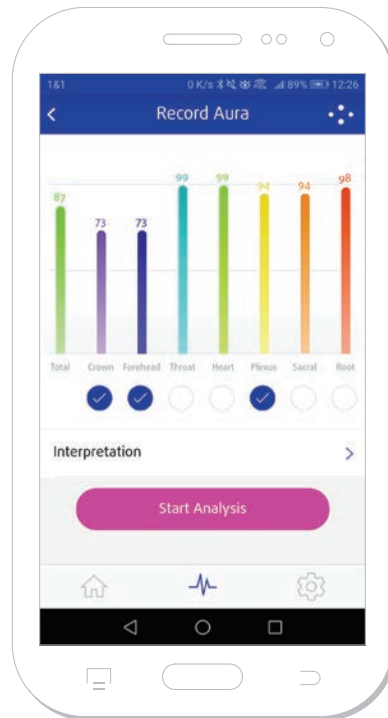 1&1 0 K/s 89% 12:26
Record Aura
99 99 98
87 94 94
73 73
Total Crown Forehead Throat Heart Plexus Sacral Root
Interpretation
Start Analysis